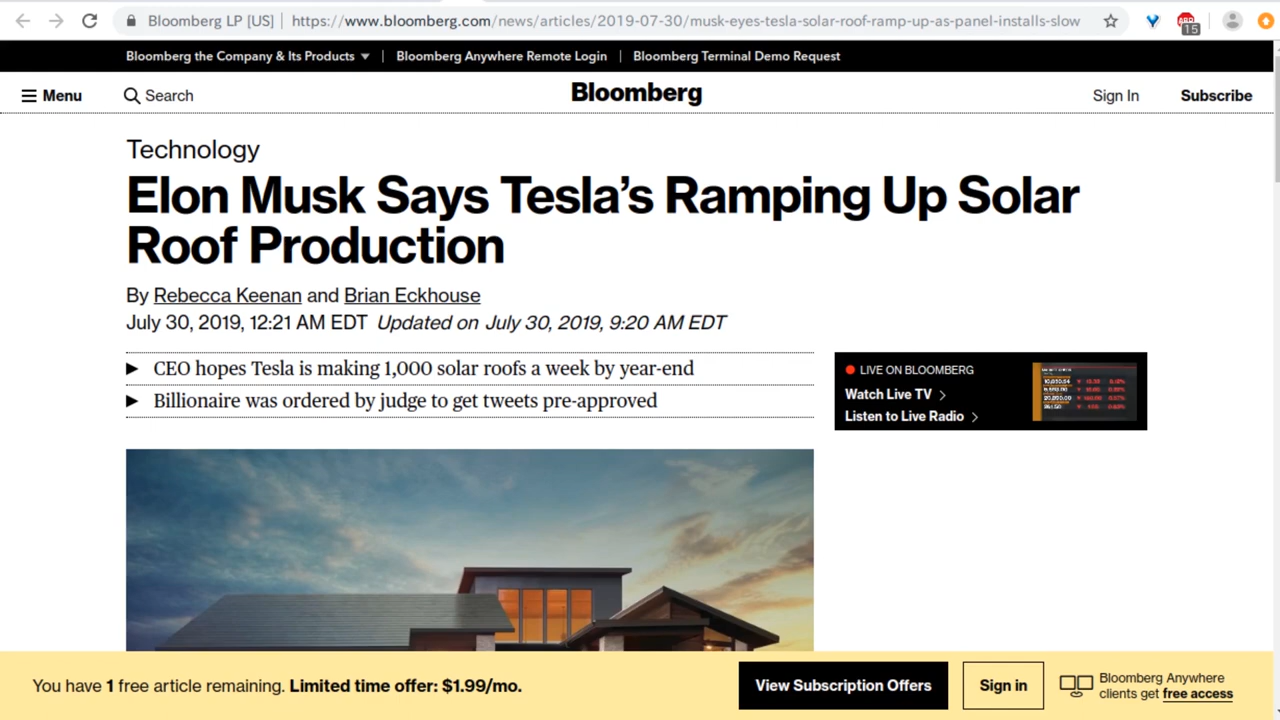 Bloomberg LP [US] | https://www.bloomberg.com/news/articles/2019-07-30/musk-eyes-tesla-solar-roof-ramp-up-as-panel-installs-slow
15
Bloomberg the Company & Its Products ▼ | Bloomberg Anywhere Remote Login | Bloomberg Terminal Demo Request
Menu Search Bloomberg Sign In Subscribe
Technology
Elon Musk Says Tesla's Ramping Up Solar
Roof Production
By Rebecca Keenan and Brian Eckhouse
July 30, 2019, 12:21 AM EDT Updated on July 30, 2019, 9:20 AM EDT
► CEO hopes Tesla is making 1,000 solar roofs a week by year-end
► Billionaire was ordered by judge to get tweets pre-approved
LIVE ON BLOOMBERG
Watch Live TV >
Listen to Live Radio >
You have 1 free article remaining. Limited time offer: $1.99/mo.
View Subscription Offers
Sign in
Bloomberg Anywhere
clients get free access